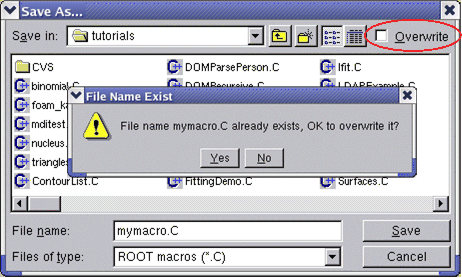 Save As...
Save in: tutorials Overwrite
CVS DOMParsePerson.C lfit.C
binomial. DOMRecursive.C LDAPExample.C
foam_ka
File Name Exist
mditest
File name mymacro.C already exists, OK to overwrite it?
nucleus.
Yes No
triangles
ContourList.C FittingDemo.C Surfaces.C
File name: mymacro.C Save
Files of type: ROOT macros (*.C) Cancel